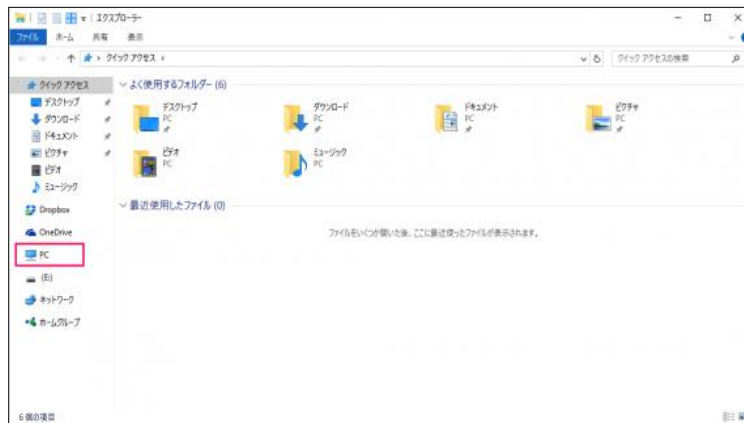 エクスプローラー
ファイル ホーム 共有 表示
クイック アクセス
クイック アクセスの検索
クイック アクセス
デスクトップ
ダウンロード
ドキュメント
ピクチャ
ビデオ
ミュージック
Dropbox
OneDrive
PC
(E:)
ネットワーク
ホームグループ
よく使用するフォルダー (6)
デスクトップ
PC
ダウンロード
PC
ドキュメント
PC
ピクチャ
PC
ビデオ
PC
ミュージック
PC
最近使用したファイル (0)
ファイルをいくつか開いた後、ここに最近使ったファイルが表示されます。
6 個の項目